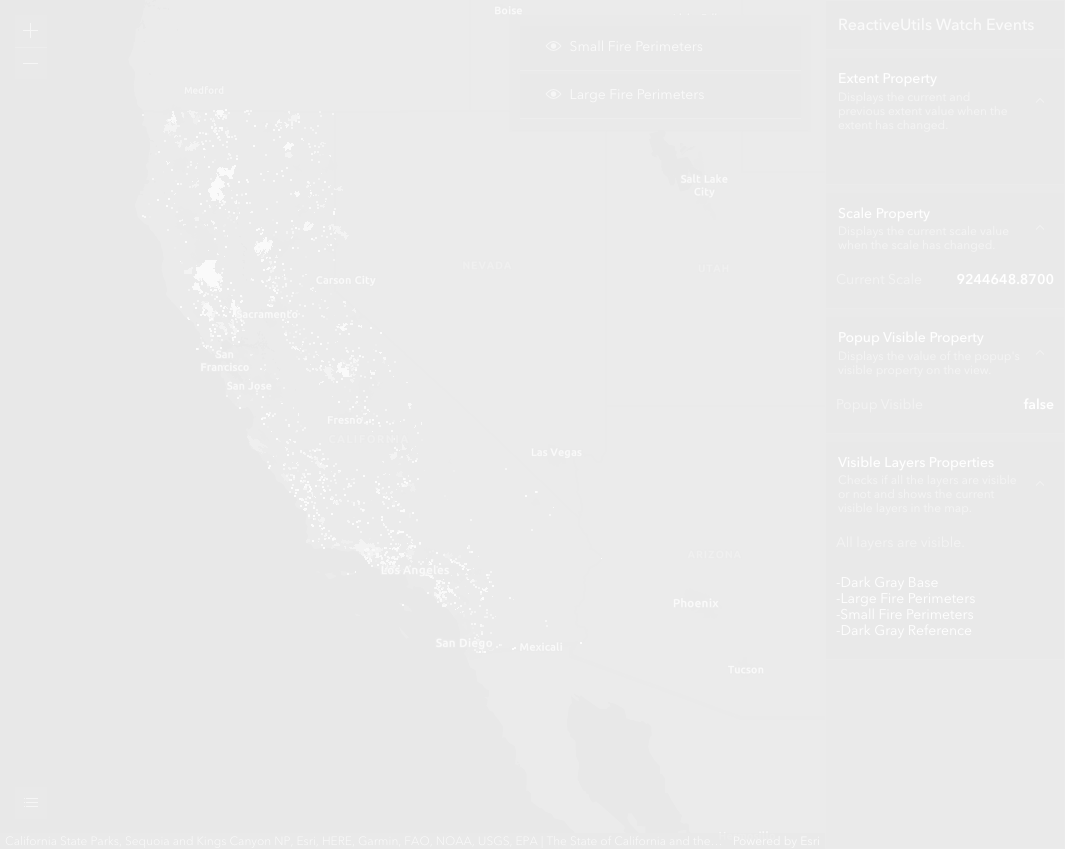 Boise
Small Fire Perimeters
Large Fire Perimeters
Medford
Salt Lake
City
NEVADA
UTAH
Carson City
Sacramento
San
Francisco
San Jose
Fresno
CALIFORNIA
Las Vegas
ARIZONA
Los Angeles
Phoenix
San Diego
Mexicali
Tucson
California State Parks, Sequoia and Kings Canyon NP, Esri, HERE, Garmin, FAO, NOAA, USGS, EPA | The State of California and the ...
Powered by Esri
ReactiveUtils Watch Events
Extent Property
Displays the current and
previous extent value when the
extent has changed
Scale Property
Displays the current scale value
when the scale has changed
Current Scale 9244648.8700
Popup Visible Property
Displays the value of the popup's
visible property on the view
Popup Visible false
Visible Layers Properties
Checks if all the layers are visible
or not and shows the current
visible layers in the map
All layers are visible
-Dark Gray Base
-Large Fire Perimeters
-Small Fire Perimeters
-Dark Gray Reference